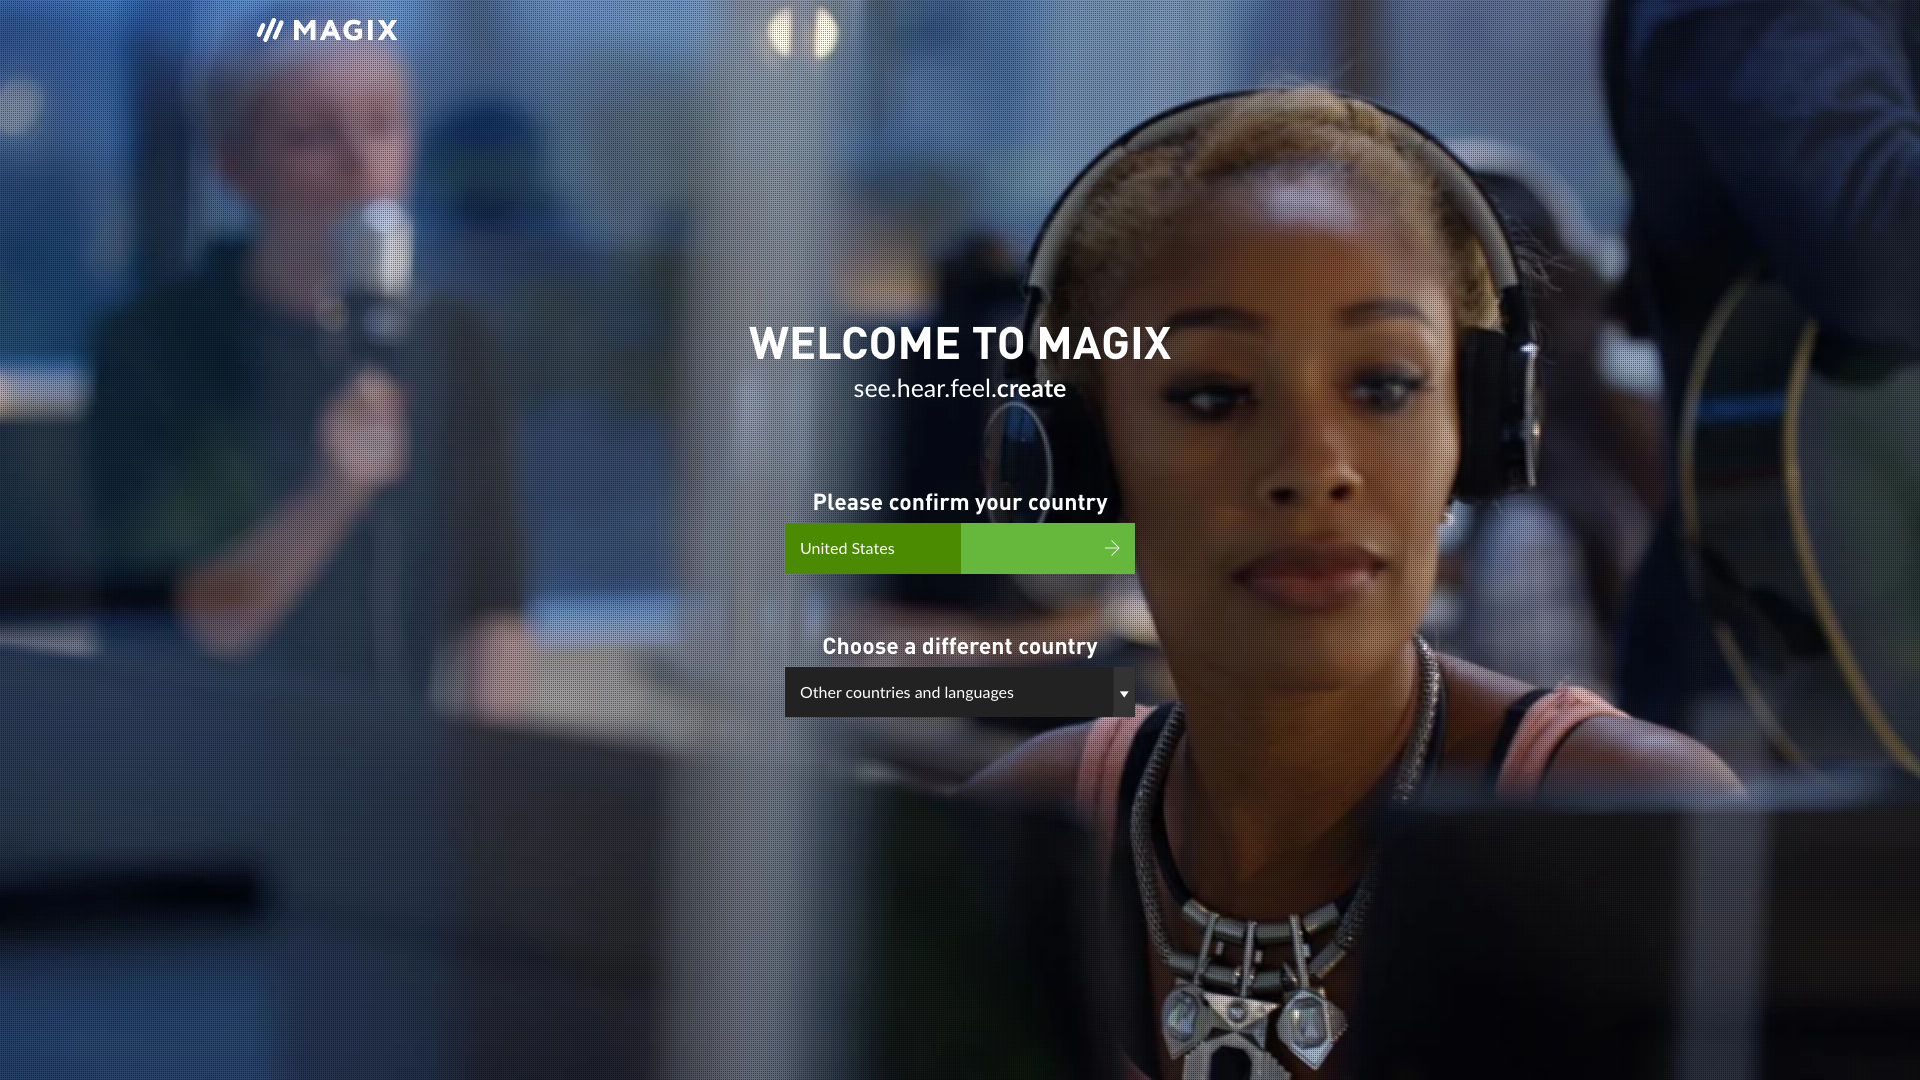 MAGIX
WELCOME TO MAGIX
see.hear.feel.create
Please confirm your country
United States
Choose a different country
Other countries and languages